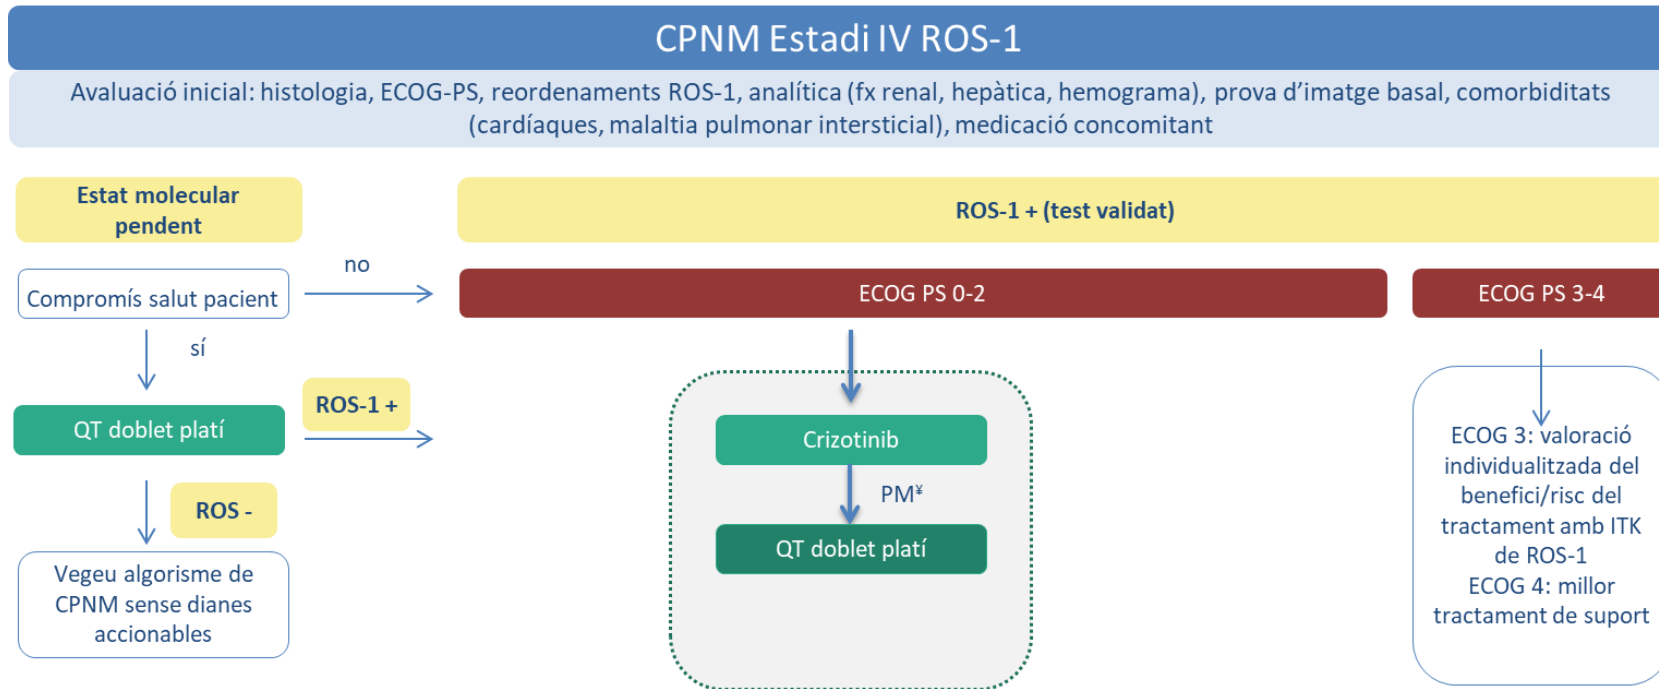 CPNM Estadi IV ROS-1
Avaluació inicial: histologia, ECOG-PS, reordenaments ROS-1, analítica (fx renal, hepàtica, hemograma), prova d'imatge basal, comorbiditats
(cardíaques, malaltia pulmonar intersticial), medicació concomitant
Estat molecular
pendent
ROS-1 + (test validat)
Compromís salut pacient
no
ECOG PS 0-2
ECOG PS 3-4
sí
QT doblet platí
ROS-1 +
ROS -
Vegeu algorisme de
CPNM sense dianes
accionables
Crizotinib
PM¥
QT doblet platí
ECOG 3: valoració
individualitzada del
benefici/risc del
tractament amb ITK
de ROS-1
ECOG 4: millor
tractament de suport